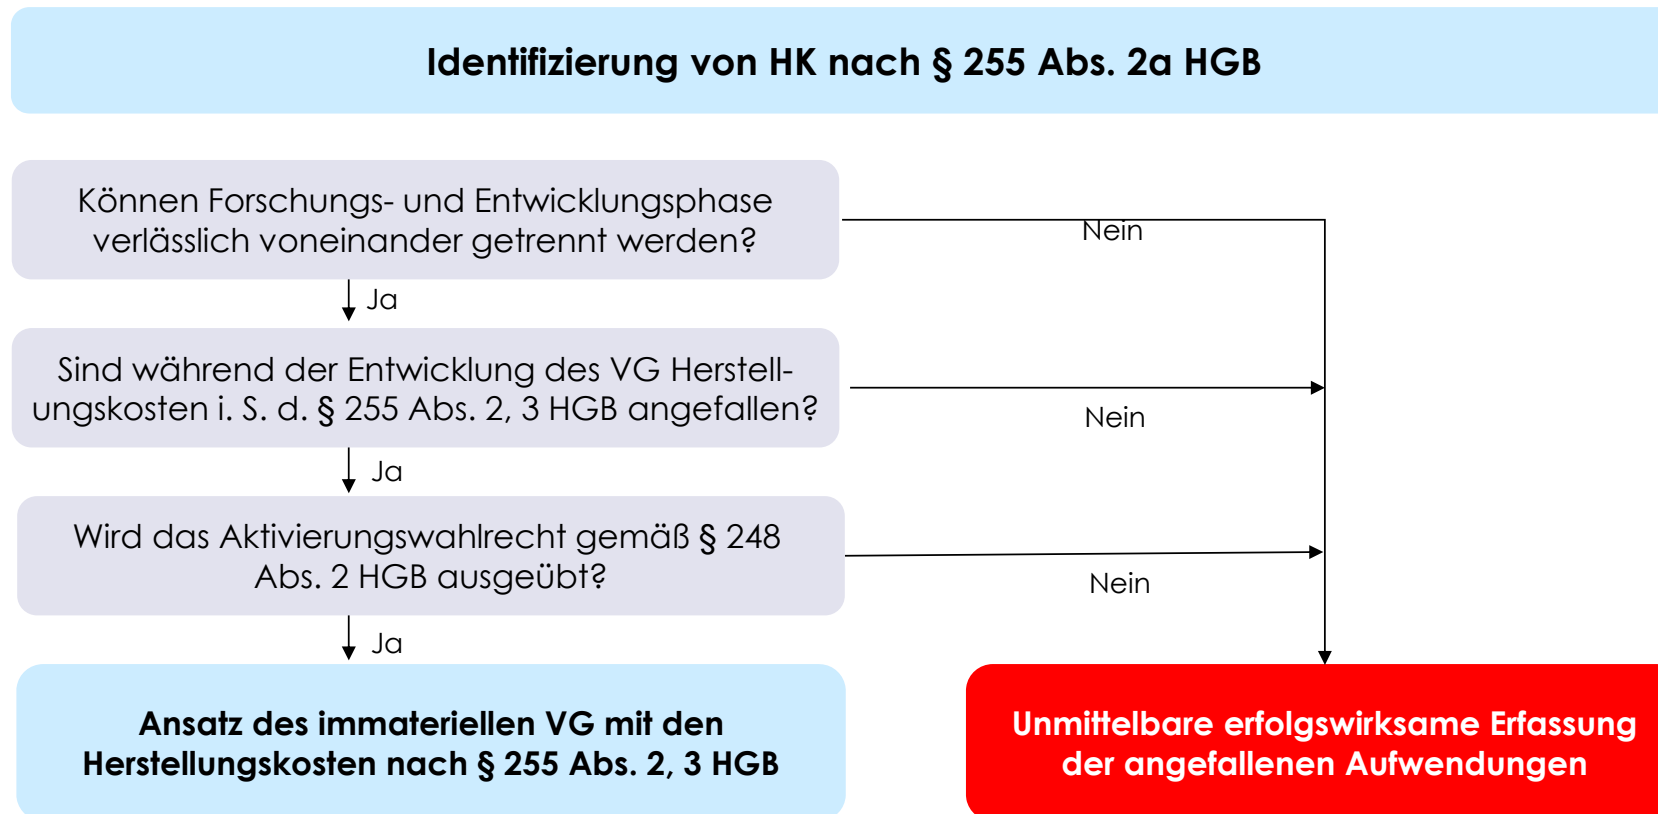 Identifizierung von HK nach § 255 Abs. 2a HGB
Können Forschungs- und Entwicklungsphase
verlässlich voneinander getrennt werden?
Nein
Ja
Sind während der Entwicklung des VG Herstell-
ungskosten i. S. d. § 255 Abs. 2, 3 HGB angefallen?
Nein
Ja
Wird das Aktivierungswahlrecht gemäß § 248
Abs. 2 HGB ausgeübt?
Nein
Ja
Ansatz des immateriellen VG mit den
Herstellungskosten nach § 255 Abs. 2, 3 HGB
Unmittelbare erfolgswirksame Erfassung
der angefallenen Aufwendungen